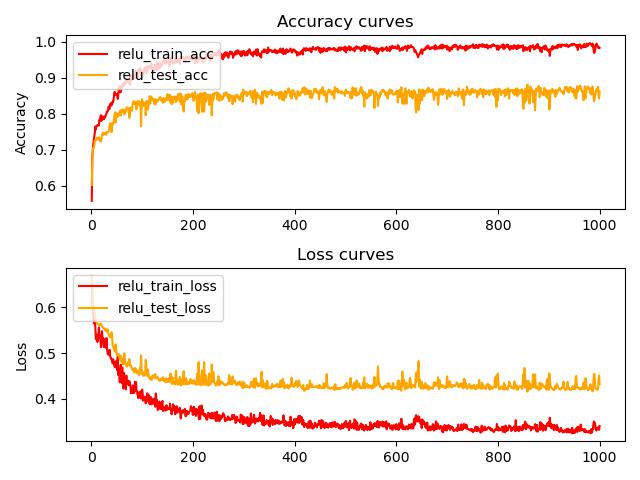 Accuracy curves
1.0
0.9
0.8
0.7
0.6
Accuracy
relu_train_acc
relu_test_acc
0 200 400 600 800 1000
Loss curves
0.6
0.5
0.4
Loss
relu_train_loss
relu_test_loss
0 200 400 600 800 1000